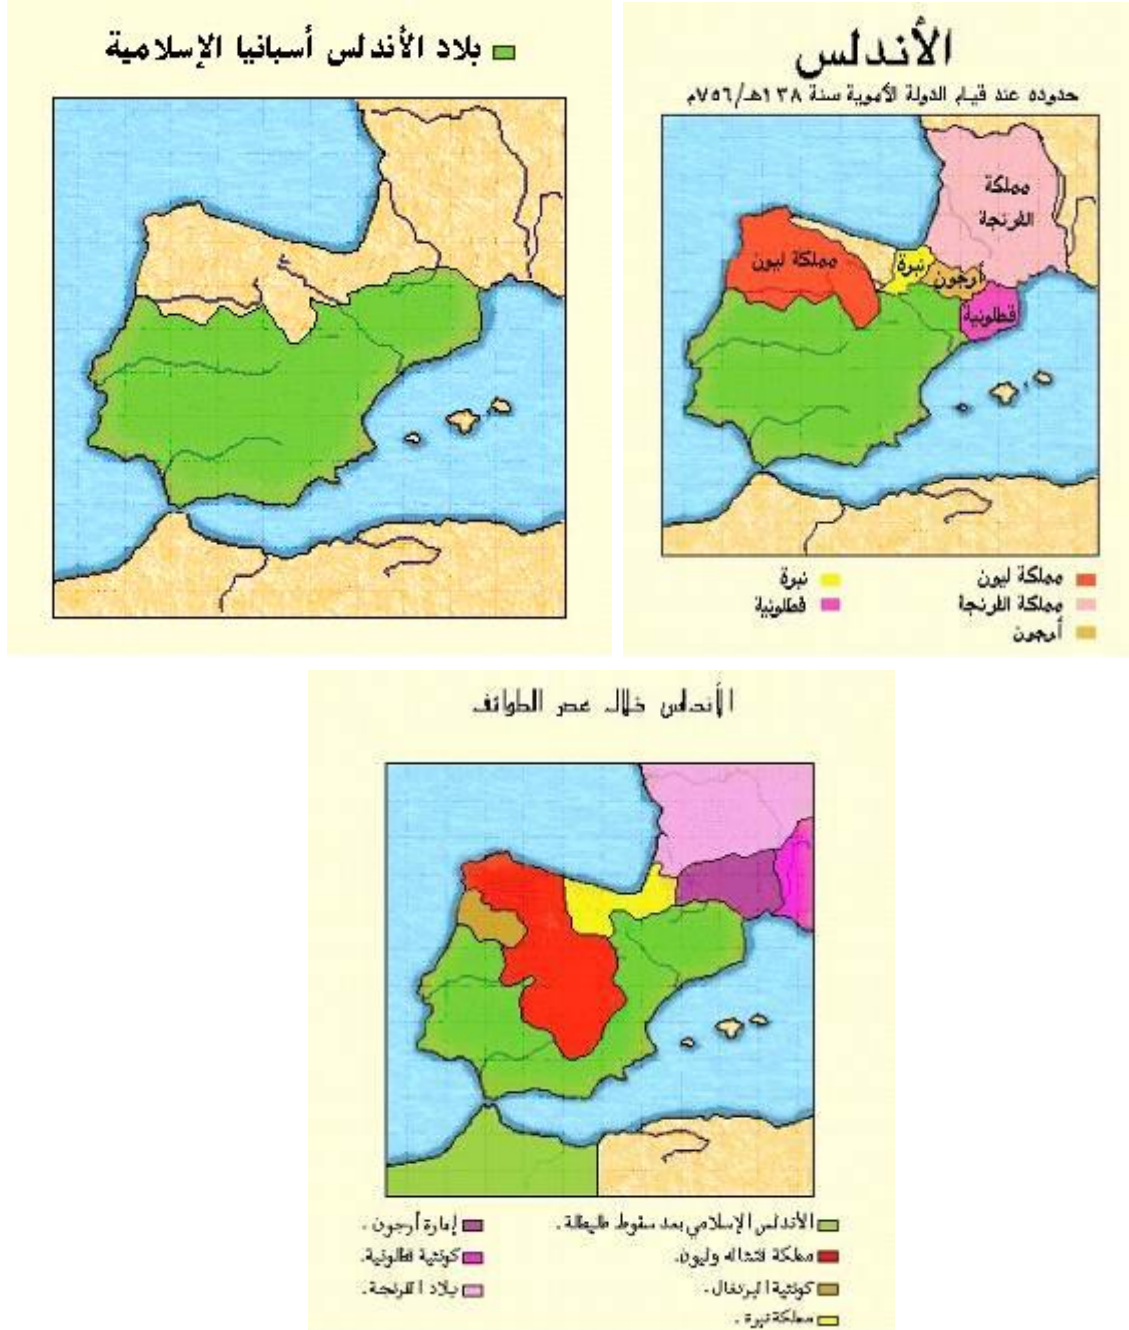 بلاد الأندلس أسبانيا الإسلامية
الأندلس
حدوده عند قيام الدولة الأموية سنة ١٣٨هـ/٧٥٦م
مملكة
الفرنجة
مملكة ليون
نبرة
أرجون
قطلونية
مملكة ليون
مملكة الفرنجة
أرجون
نبرة
قطلونية
الأندلس خلال عصر الطوائف
الأندلس الإسلامي بعد سقوط طليطلة.
مملكة قشتاله وليون.
كونتية البرتغال.
مملكة نبرة.
إمارة أرجون.
كونتية قطلونية.
بلاد الفرنجة.